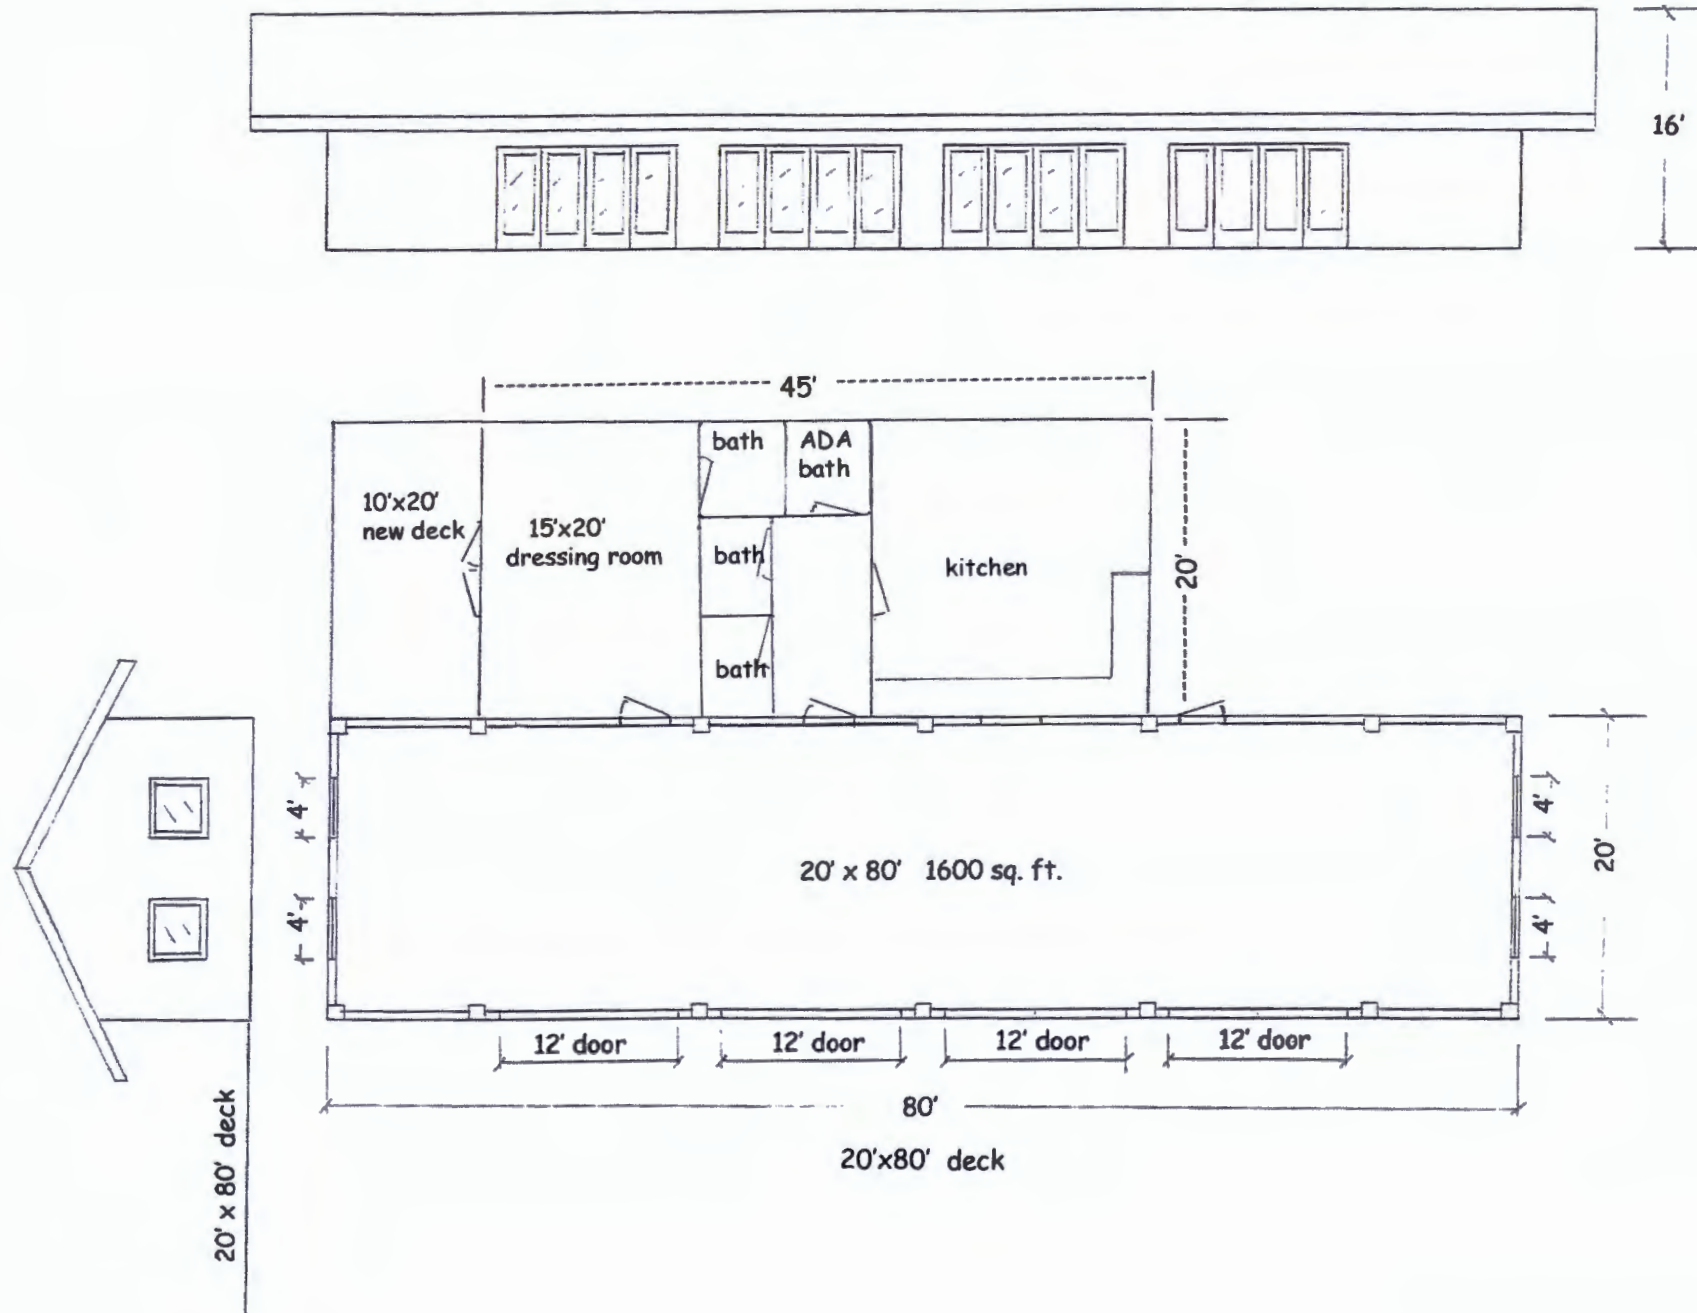 16'
45'
bath
ADA
bath
10'x20'
new deck
15'x20'
dressing room
bath
kitchen
20'
bath
4'
4'
20' x 80'   1600 sq. ft.
4'
4'
20'
12' door
12' door
12' door
12' door
80'
20'x80'  deck
20' x 80'  deck